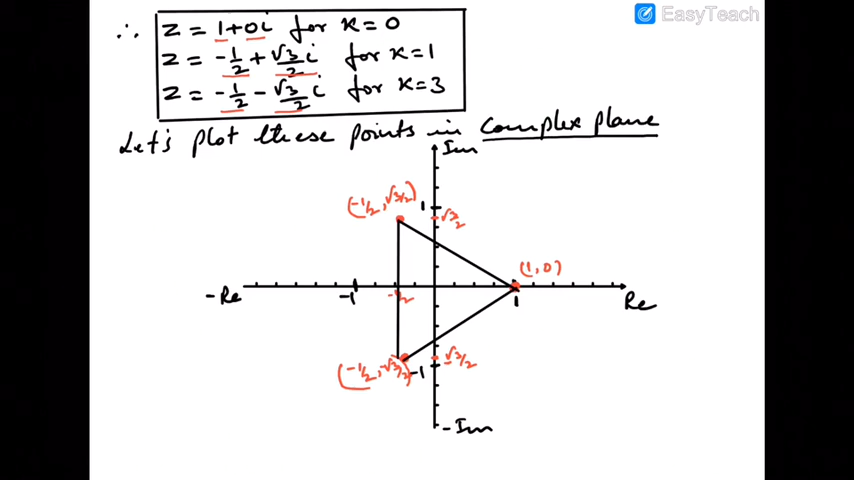 EasyTeach
∴ z = 1+0i for k=0
z = -1/2 + √3/2 i for k=1
z = -1/2 - √3/2 i for k=3
Let's plot these points in complex plane
Im
(-1/2, √3/2)
1
√3/2
(1,0)
-Re
-1
-1/2
1
Re
(-1/2, -√3/2)
-√3/2
-1
-Im